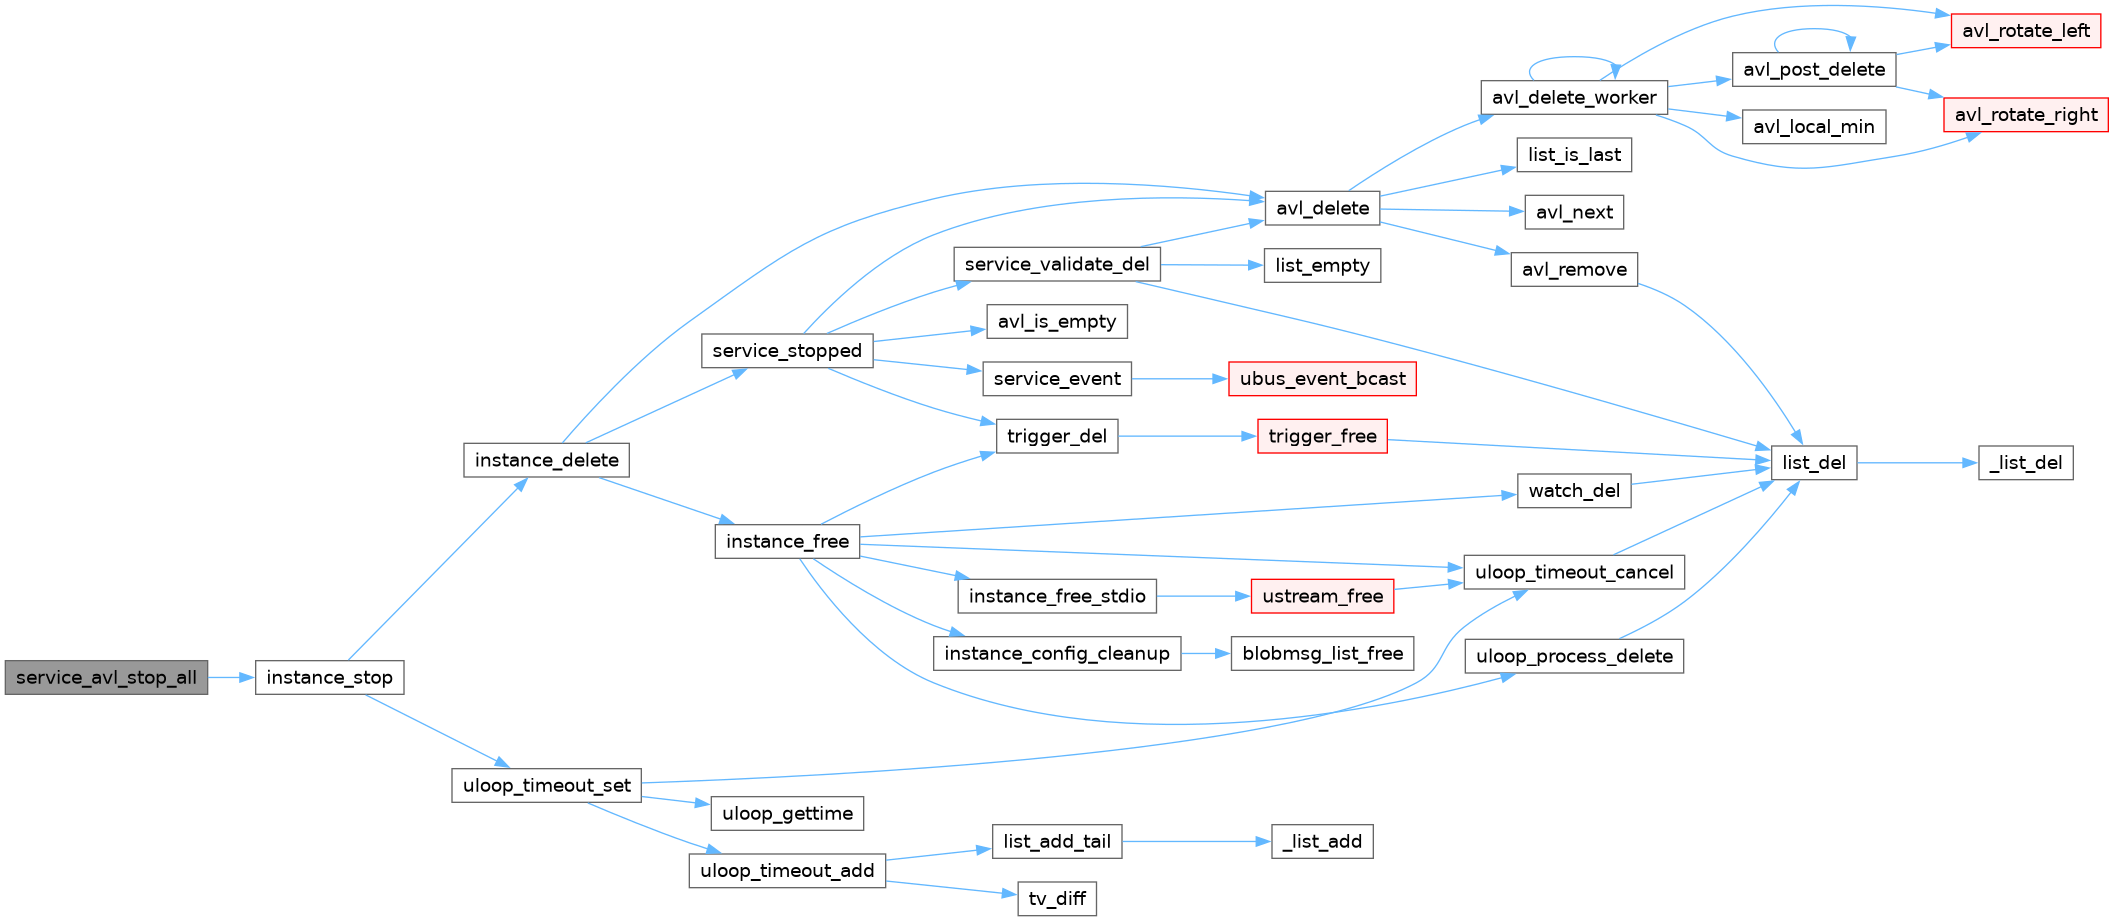 avl_rotate_left
avl_post_delete
avl_delete_worker
avl_rotate_right
avl_local_min
list_is_last
avl_delete
avl_next
service_validate_del
list_empty
avl_remove
avl_is_empty
service_stopped
service_event
ubus_event_bcast
trigger_del
trigger_free
instance_delete
list_del
_list_del
watch_del
instance_free
uloop_timeout_cancel
instance_free_stdio
ustream_free
instance_config_cleanup
blobmsg_list_free
uloop_process_delete
service_avl_stop_all
instance_stop
uloop_timeout_set
uloop_gettime
list_add_tail
_list_add
uloop_timeout_add
tv_diff